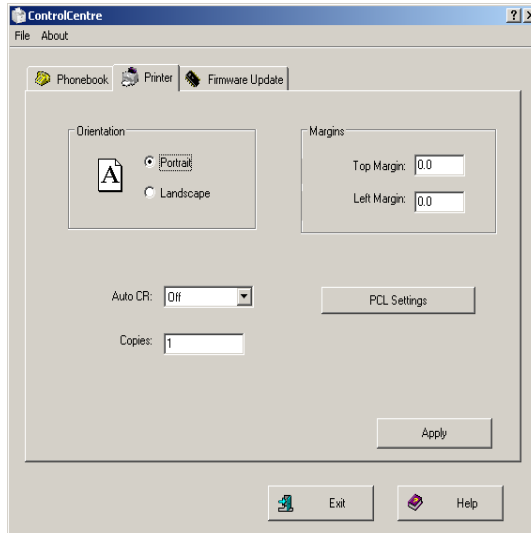 ControlCentre
File About
Phonebook Printer Firmware Update
Orientation
A
Portrait
Landscape
Margins
Top Margin: 0.0
Left Margin: 0.0
Auto CR: Off
PCL Settings
Copies: 1
Apply
Exit Help